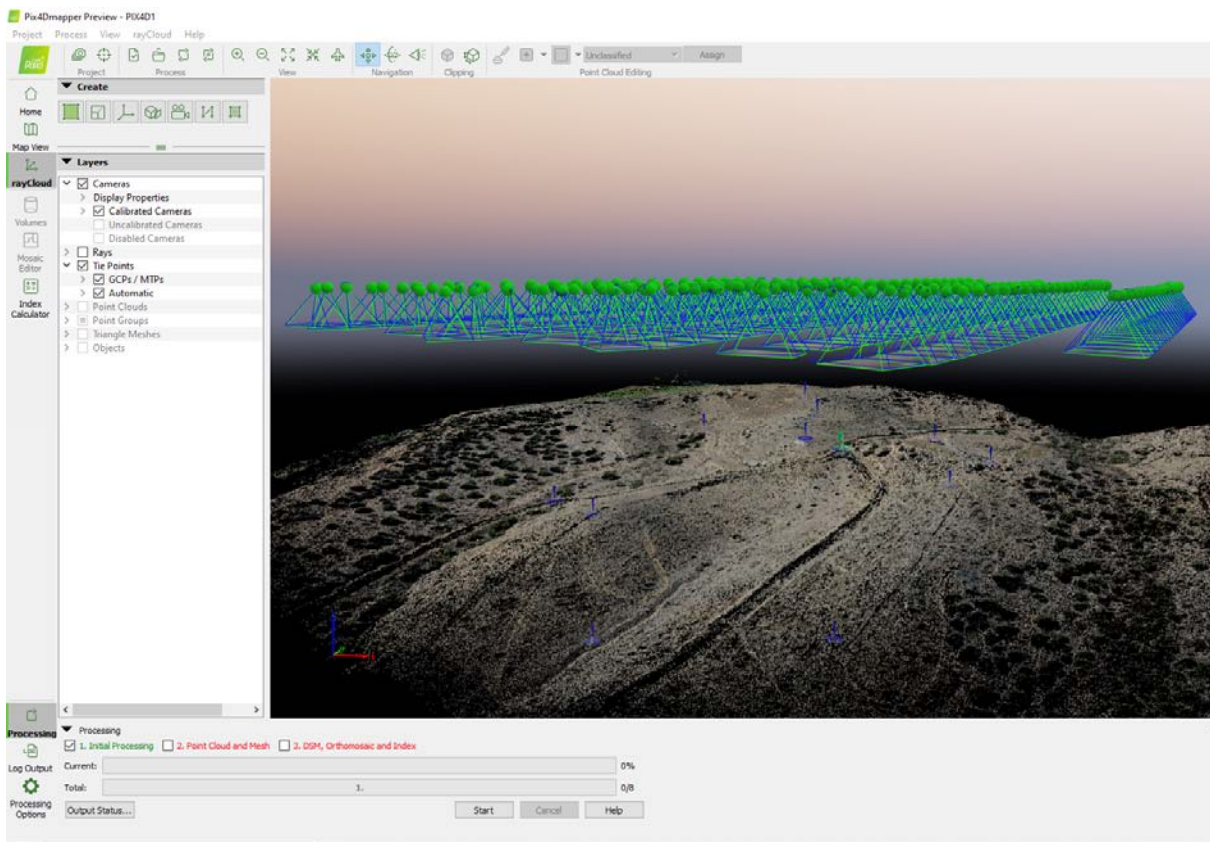 Pix4Dmapper Preview - PIX4D1
Project Process View rayCloud Help
Project Process View Navigation Clipping Point Cloud Editing
Unclassified Assign
Home
Map View
rayCloud
Volumes
Mosaic
Editor
Index
Calculator
Create
Layers
Cameras
Display Properties
Calibrated Cameras
Uncalibrated Cameras
Disabled Cameras
Rays
Tie Points
GCPs / MTPs
Automatic
Point Clouds
Point Groups
Triangle Meshes
Objects
Processing
Log Output
Processing
Options
Processing
1. Initial Processing 2. Point Cloud and Mesh 3. DSM, Orthomosaic and Index
Current: 0%
Total: 1. 0/8
Output Status... Start Cancel Help